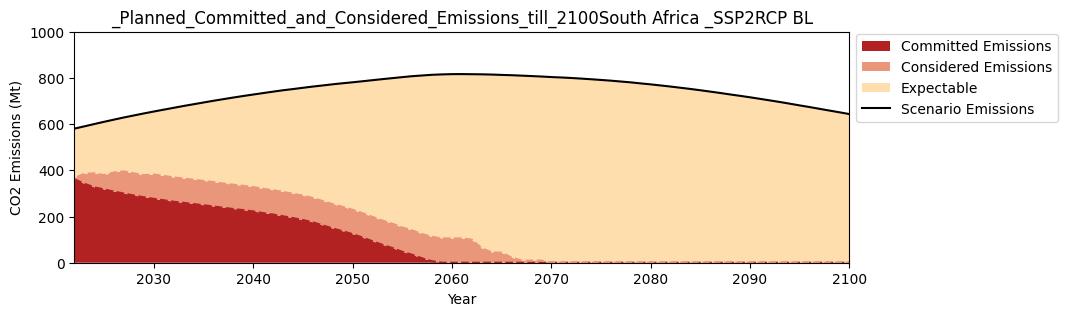 _Planned_Committed_and_Considered_Emissions_till_2100South Africa _SSP2RCP BL
1000
800
600
400
200
0
CO2 Emissions (Mt)
2030 2040 2050 2060 2070 2080 2090 2100
Year
Committed Emissions
Considered Emissions
Expectable
Scenario Emissions